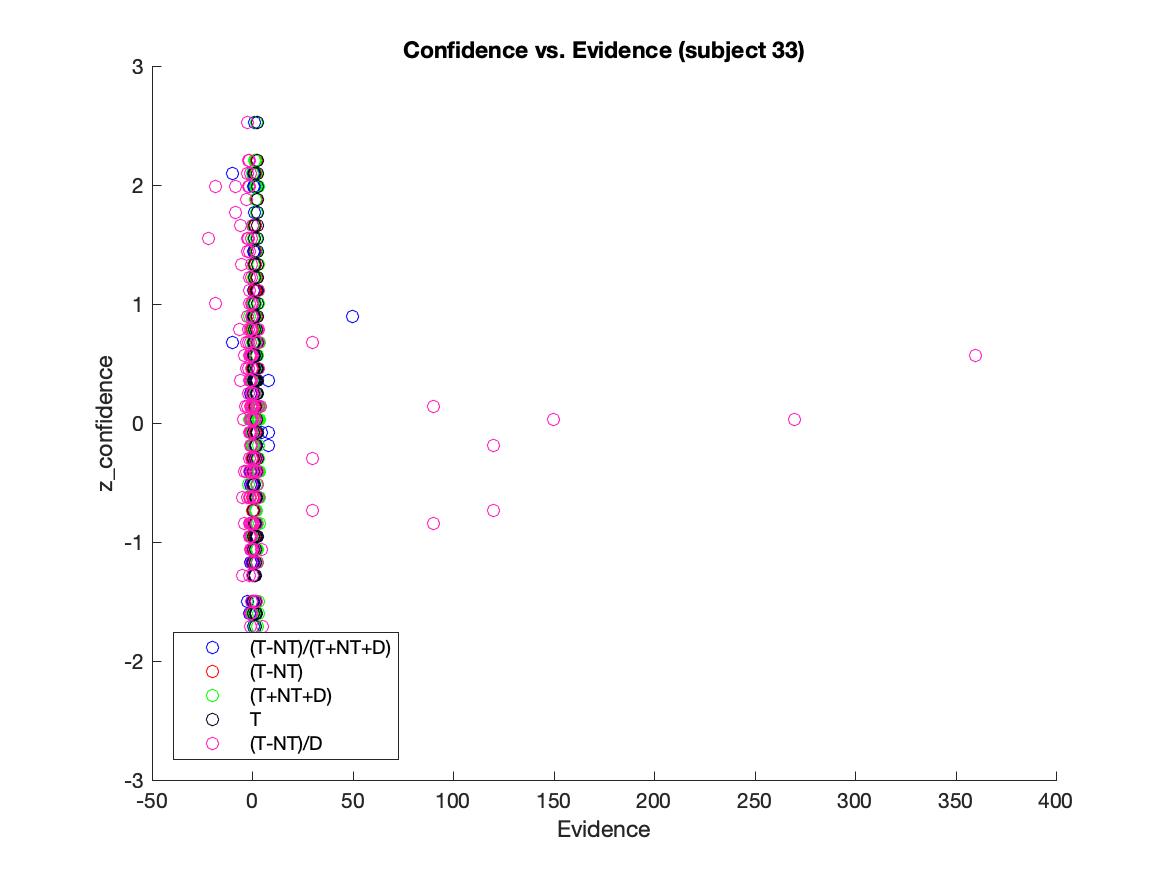 Confidence vs. Evidence (subject 33)
3
2
1
0
-1
-2
-3
z_confidence
(T-NT)/(T+NT+D)
(T-NT)
(T+NT+D)
T
(T-NT)/D
-50 0 50 100 150 200 250 300 350 400
Evidence